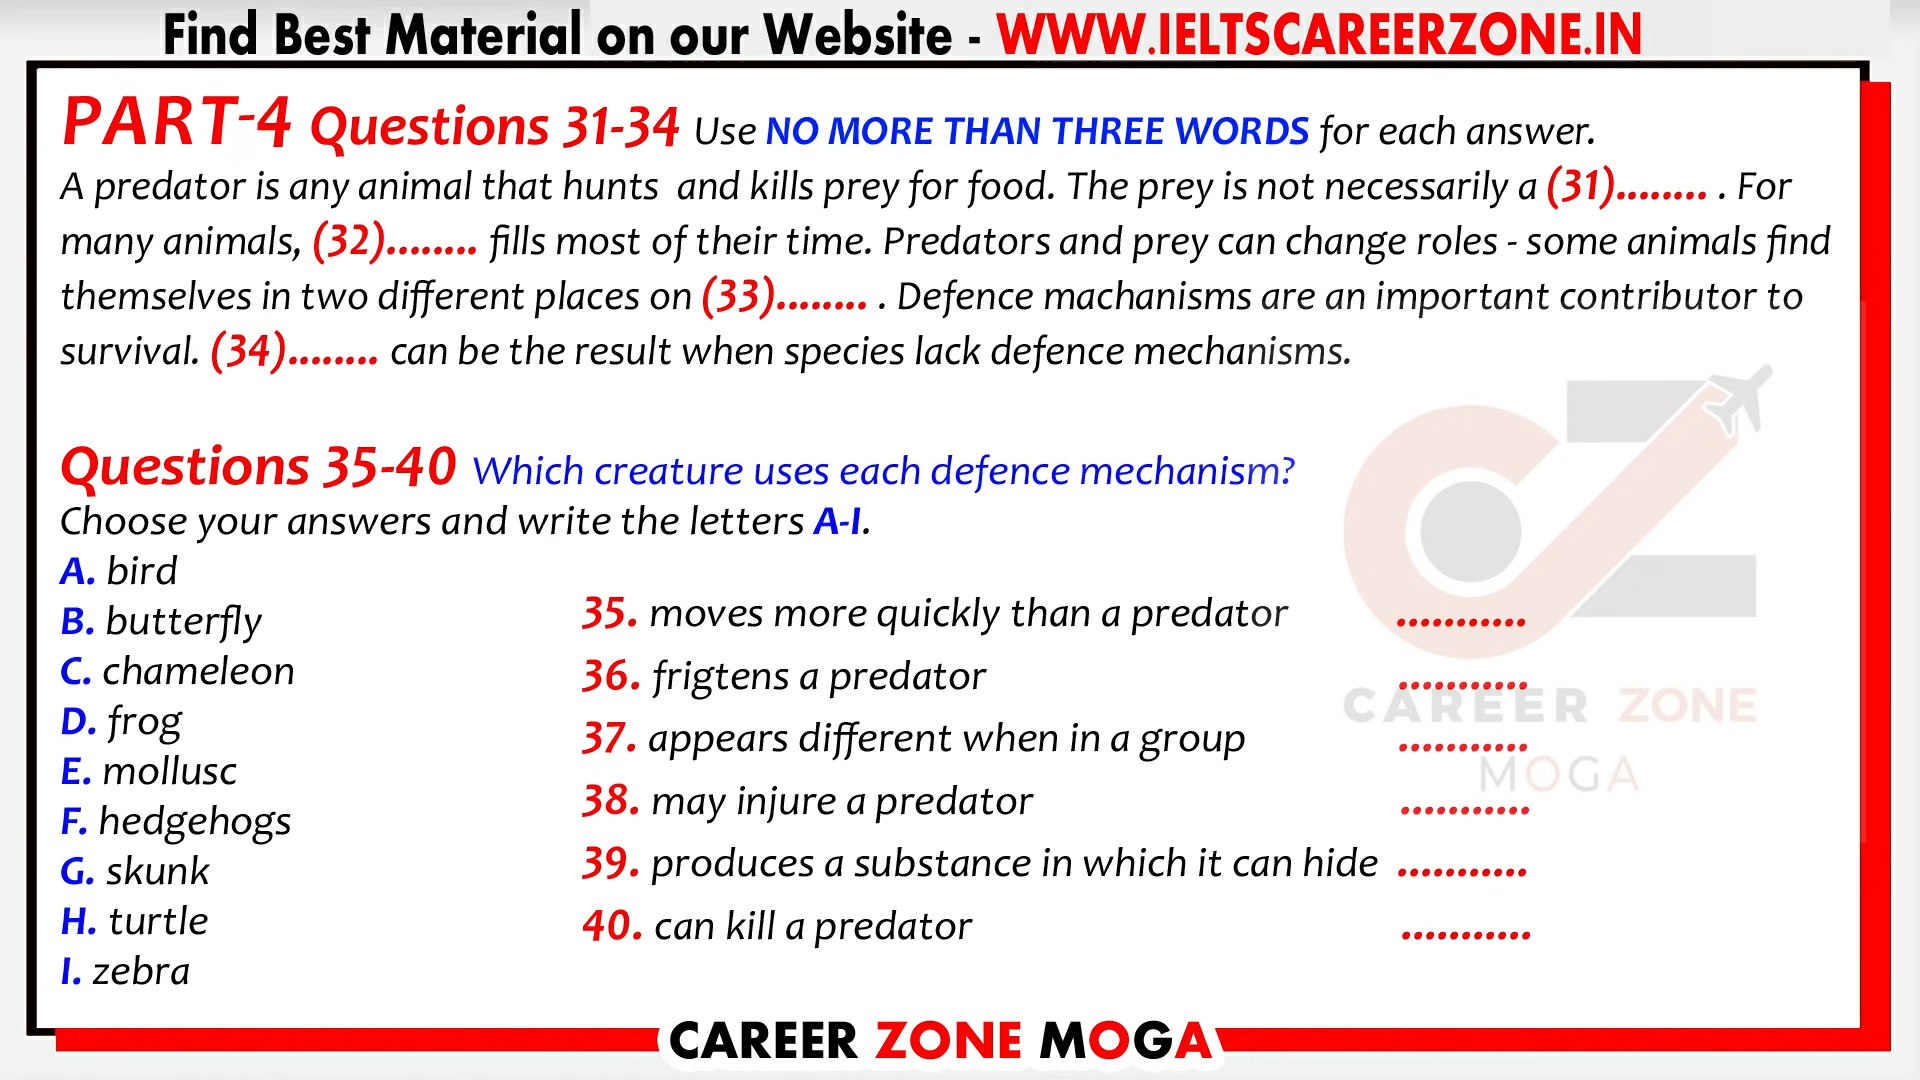 Find Best Material on our Website - WWW.IELTSCAREERZONE.IN
PART-4 Questions 31-34 Use NO MORE THAN THREE WORDS for each answer.
A predator is any animal that hunts and kills prey for food. The prey is not necessarily a (31)........ . For
many animals, (32)........ fills most of their time. Predators and prey can change roles - some animals find
themselves in two different places on (33)........ . Defence machanisms are an important contributor to
survival. (34)........ can be the result when species lack defence mechanisms.
Questions 35-40 Which creature uses each defence mechanism?
Choose your answers and write the letters A-I.
A. bird
B. butterfly
C. chameleon
D. frog
E. mollusc
F. hedgehogs
G. skunk
H. turtle
I. zebra
35. moves more quickly than a predator ...........
36. frigtens a predator ...........
37. appears different when in a group ...........
38. may injure a predator ...........
39. produces a substance in which it can hide ...........
40. can kill a predator ...........
CZ
CAREER ZONE
MOGA
CAREER ZONE MOGA